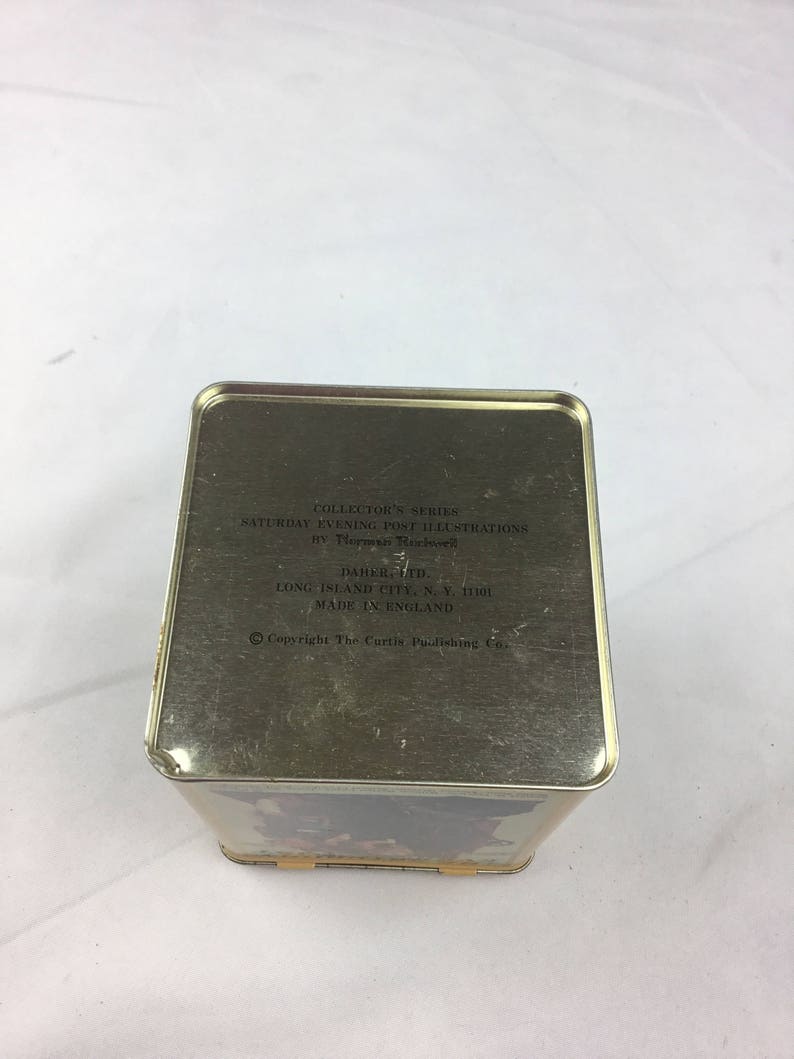 COLLECTOR'S SERIES
SATURDAY EVENING POST ILLUSTRATIONS
BY Norman Rockwell
DAHER, LTD.
LONG ISLAND CITY, N. Y. 11101
MADE IN ENGLAND
© Copyright The Curtis Publishing Co.